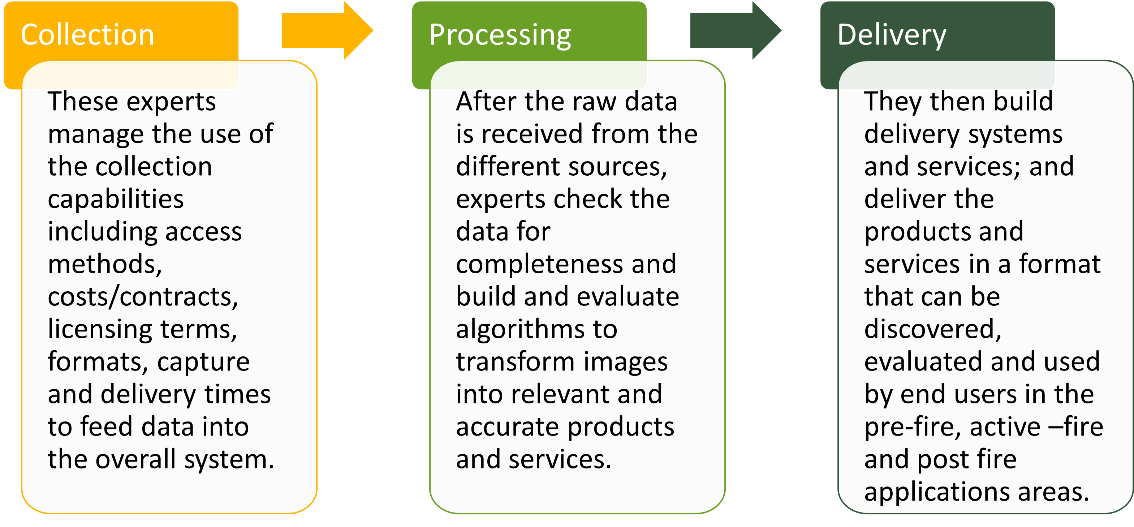 Collection
These experts
manage the use of
the collection
capabilities
including access
methods,
costs/contracts,
licensing terms,
formats, capture
and delivery times
to feed data into
the overall system.
Processing
After the raw data
is received from the
different sources,
experts check the
data for
completeness and
build and evaluate
algorithms to
transform images
into relevant and
accurate products
and services.
Delivery
They then build
delivery systems
and services; and
deliver the
products and
services in a format
that can be
discovered,
evaluated and used
by end users in the
pre-fire, active –fire
and post fire
applications areas.